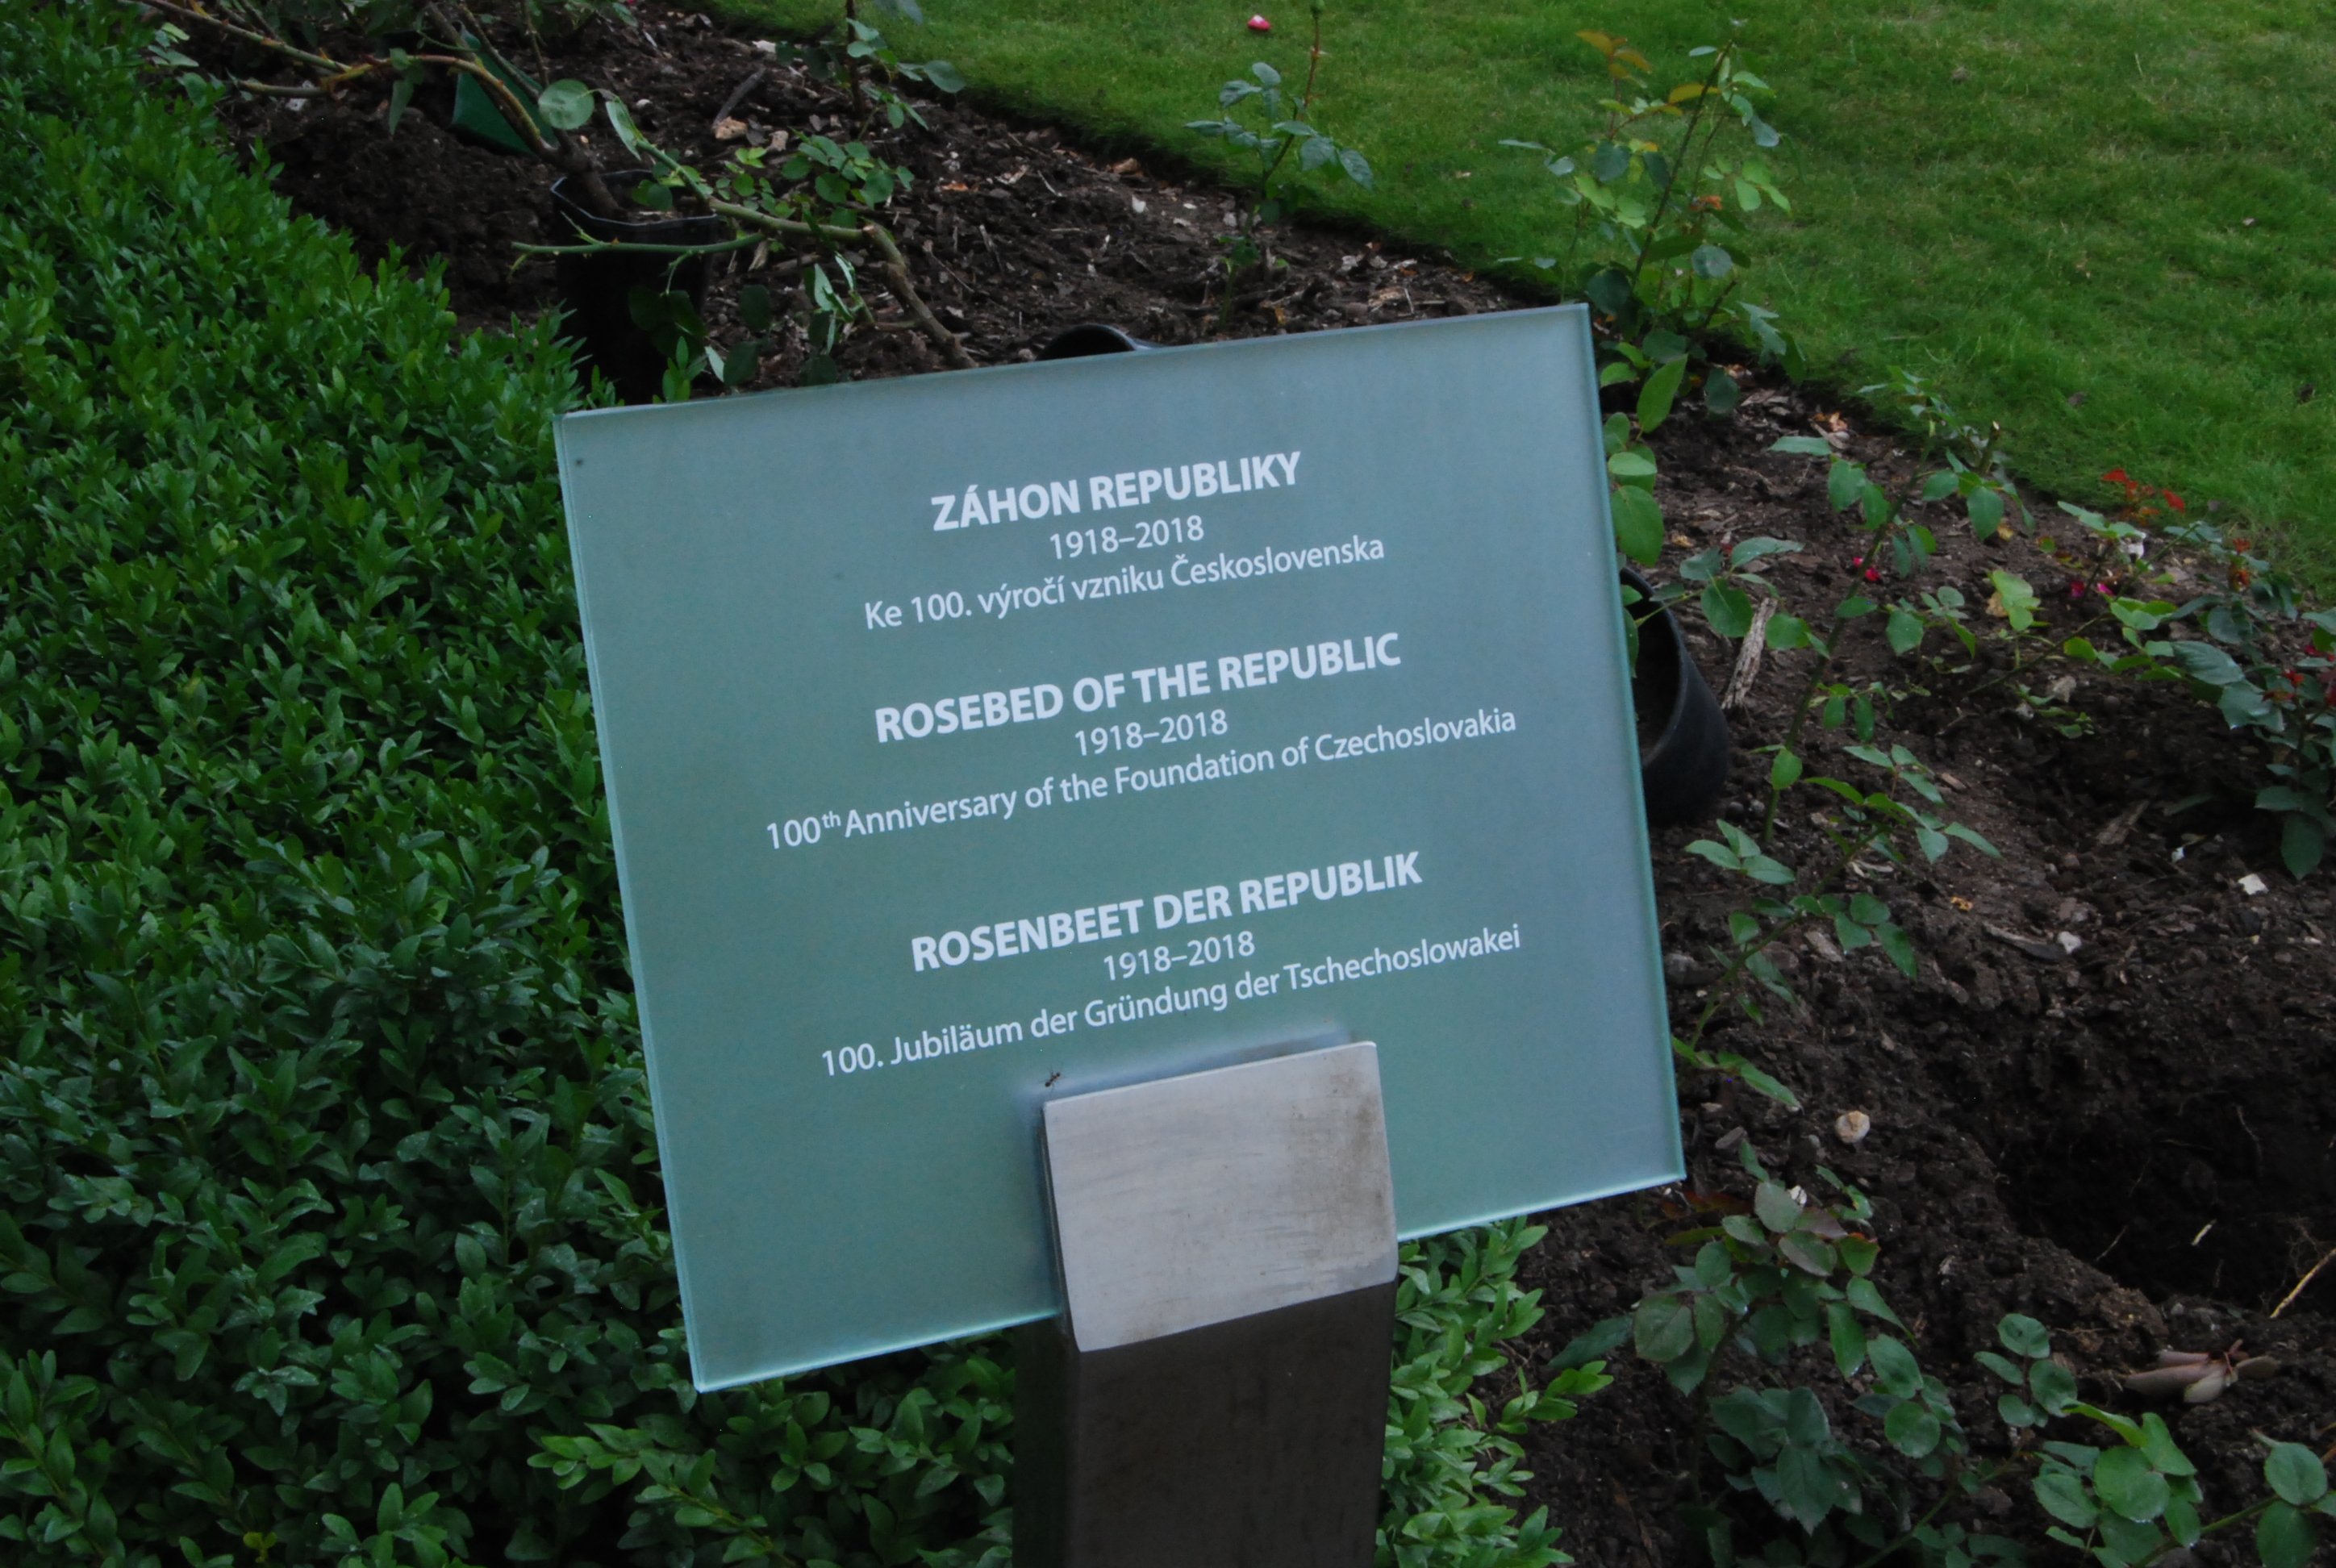 ZÁHON REPUBLIKY
1918–2018
Ke 100. výročí vzniku Československa
ROSEBED OF THE REPUBLIC
1918–2018
100th Anniversary of the Foundation of Czechoslovakia
ROSENBEET DER REPUBLIK
1918–2018
100. Jubiläum der Gründung der Tschechoslowakei